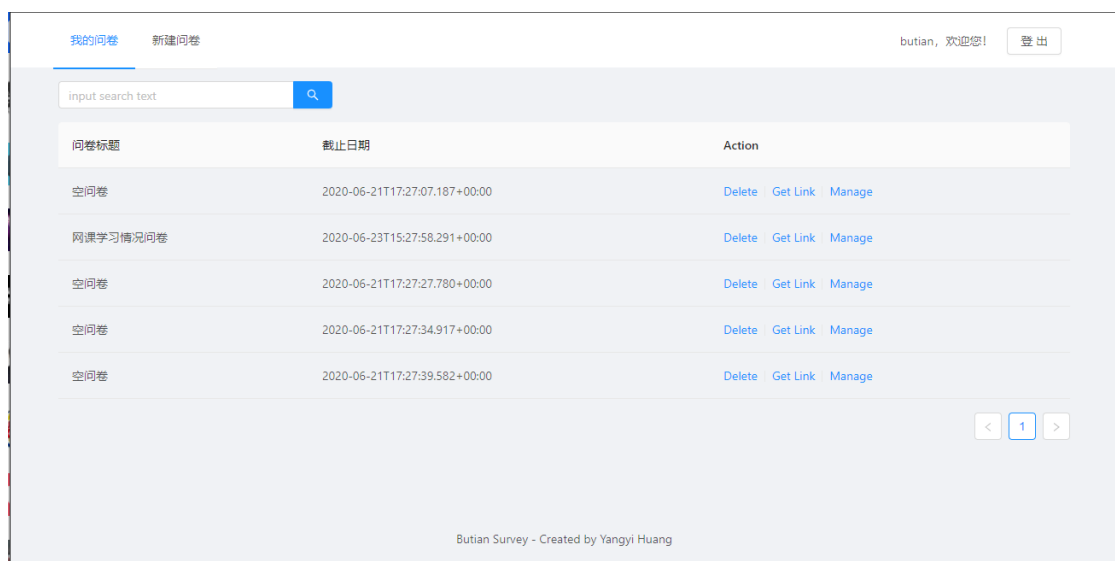 我的问卷 新建问卷 butian，欢迎您！ 登 出
input search text
问卷标题 截止日期 Action
空问卷 2020-06-21T17:27:07.187+00:00 Delete Get Link Manage
网课学习情况问卷 2020-06-23T15:27:58.291+00:00 Delete Get Link Manage
空问卷 2020-06-21T17:27:27.780+00:00 Delete Get Link Manage
空问卷 2020-06-21T17:27:34.917+00:00 Delete Get Link Manage
空问卷 2020-06-21T17:27:39.582+00:00 Delete Get Link Manage
< 1 >
Butian Survey - Created by Yangyi Huang